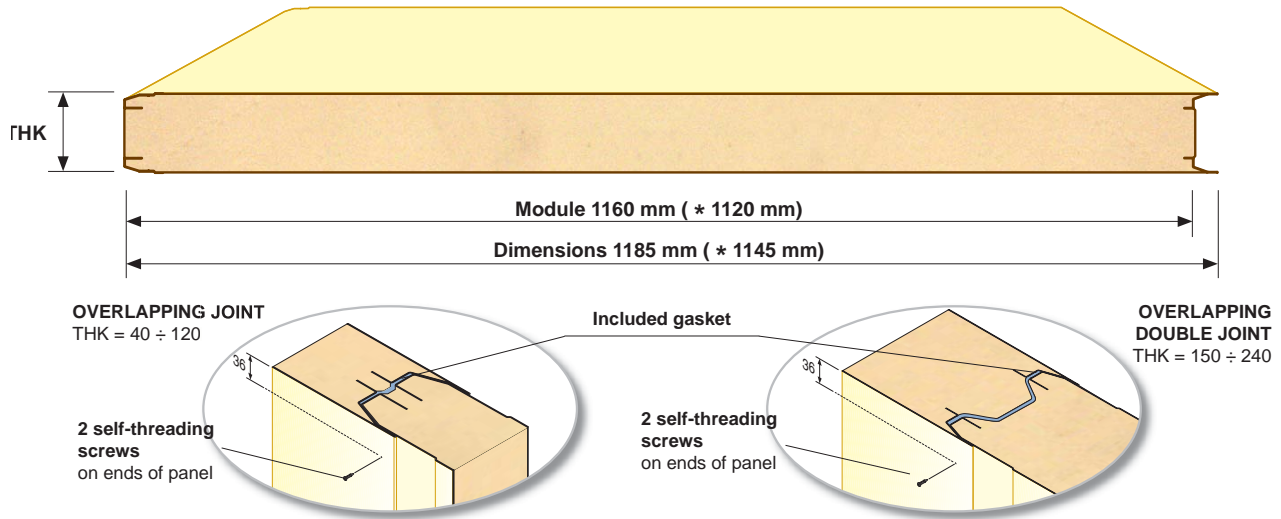 THK
Module 1160 mm ( * 1120 mm)
Dimensions 1185 mm ( * 1145 mm)
OVERLAPPING JOINT
THK = 40 ÷ 120
Included gasket
OVERLAPPING
DOUBLE JOINT
THK = 150 ÷ 240
36
36
2 self-threading
screws
on ends of panel
2 self-threading
screws
on ends of panel